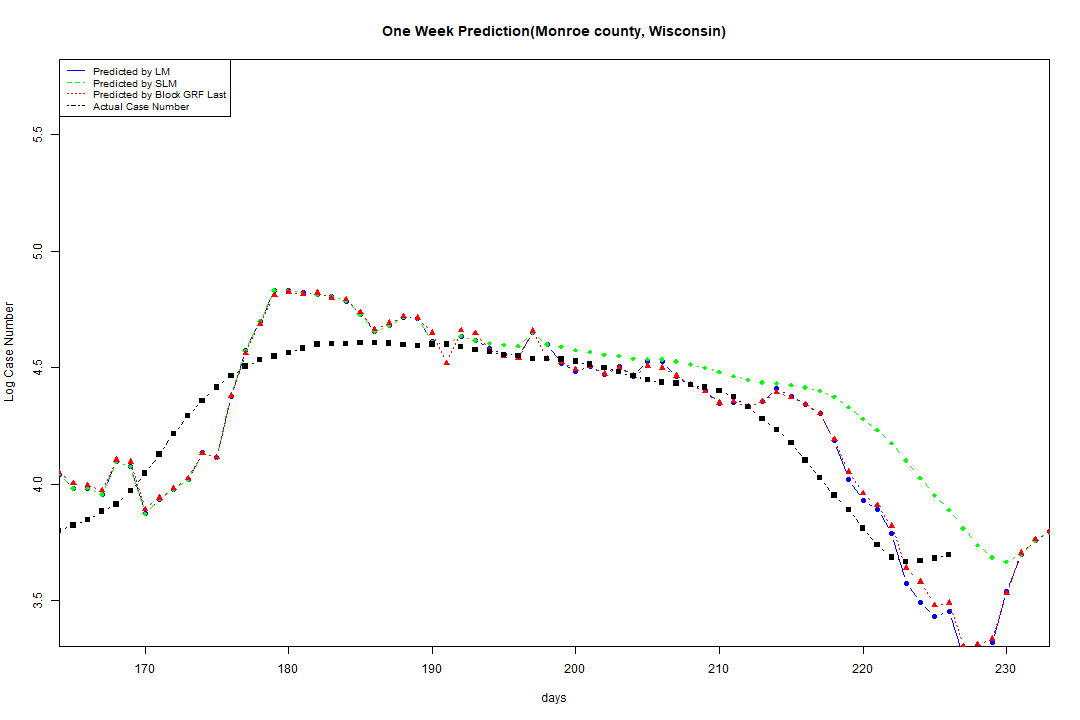 One Week Prediction(Monroe county, Wisconsin)
Predicted by LM
Predicted by SLM
Predicted by Block GRF Last
Actual Case Number
5.5
5.0
4.5
4.0
3.5
Log Case Number
170 180 190 200 210 220 230
days